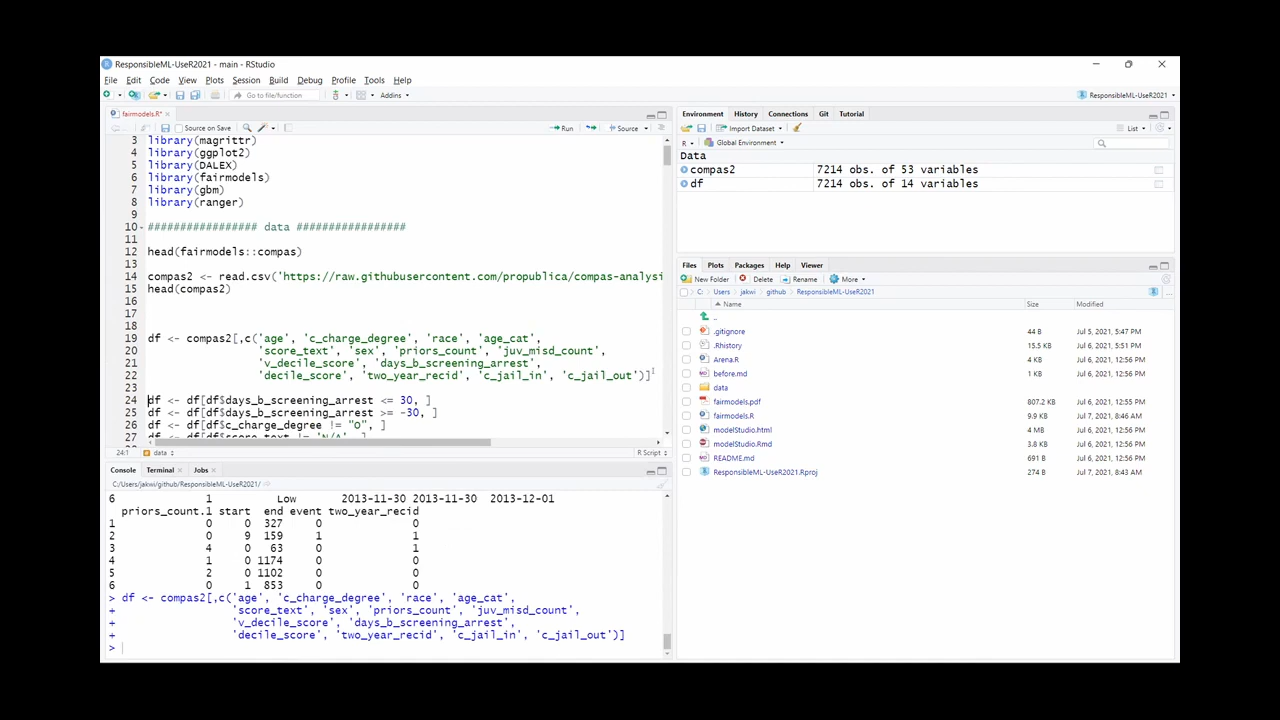 ResponsibleML-UseR2021 - main - RStudio
File Edit Code View Plots Session Build Debug Profile Tools Help
Go to file/function Addins ResponsibleML-UseR2021
fairmodels.R*
Source on Save Run Source
3 library(magrittr)
4 library(ggplot2)
5 library(DALEX)
6 library(fairmodels)
7 library(gbm)
8 library(ranger)
9
10 ################# data #################
11
12 head(fairmodels::compas)
13
14 compas2 <- read.csv('https://raw.githubusercontent.com/propublica/compas-analysi
15 head(compas2)
16
17
18
19 df <- compas2[,c('age', 'c_charge_degree', 'race', 'age_cat',
20 'score_text', 'sex', 'priors_count', 'juv_misd_count',
21 'v_decile_score', 'days_b_screening_arrest',
22 'decile_score', 'two_year_recid', 'c_jail_in', 'c_jail_out')]
23
24 df <- df[df$days_b_screening_arrest <= 30, ]
25 df <- df[df$days_b_screening_arrest >= -30, ]
26 df <- df[df$c_charge_degree != "O", ]
27 df <- df[df$score_text != 'N/A', ]
24:1 data R Script
Console Terminal Jobs
C:/Users/jakwi/github/ResponsibleML-UseR2021/
6 1 Low 2013-11-30 2013-11-30 2013-12-01
priors_count.1 start end event two_year_recid
1 0 0 327 0 0
2 0 9 159 1 1
3 4 0 63 0 1
4 1 0 1174 0 0
5 2 0 1102 0 0
6 0 1 853 0 0
> df <- compas2[,c('age', 'c_charge_degree', 'race', 'age_cat',
+ 'score_text', 'sex', 'priors_count', 'juv_misd_count',
+ 'v_decile_score', 'days_b_screening_arrest',
+ 'decile_score', 'two_year_recid', 'c_jail_in', 'c_jail_out')]
>
Environment History Connections Git Tutorial
Import Dataset List
R Global Environment
Data
compas2 7214 obs. of 53 variables
df 7214 obs. of 14 variables
Files Plots Packages Help Viewer
New Folder Delete Rename More
C: Users jakwi github ResponsibleML-UseR2021 ...
Name Size Modified
..
.gitignore 44 B Jul 5, 2021, 5:47 PM
.Rhistory 15.5 KB Jul 6, 2021, 5:51 PM
Arena.R 4 KB Jul 6, 2021, 12:56 PM
before.md 1 KB Jul 6, 2021, 12:56 PM
data
fairmodels.pdf 807.2 KB Jul 6, 2021, 12:55 PM
fairmodels.R 9.9 KB Jul 7, 2021, 8:46 AM
modelStudio.html 4 MB Jul 6, 2021, 12:56 PM
modelStudio.Rmd 3.8 KB Jul 6, 2021, 12:56 PM
README.md 691 B Jul 6, 2021, 12:56 PM
ResponsibleML-UseR2021.Rproj 274 B Jul 7, 2021, 8:43 AM